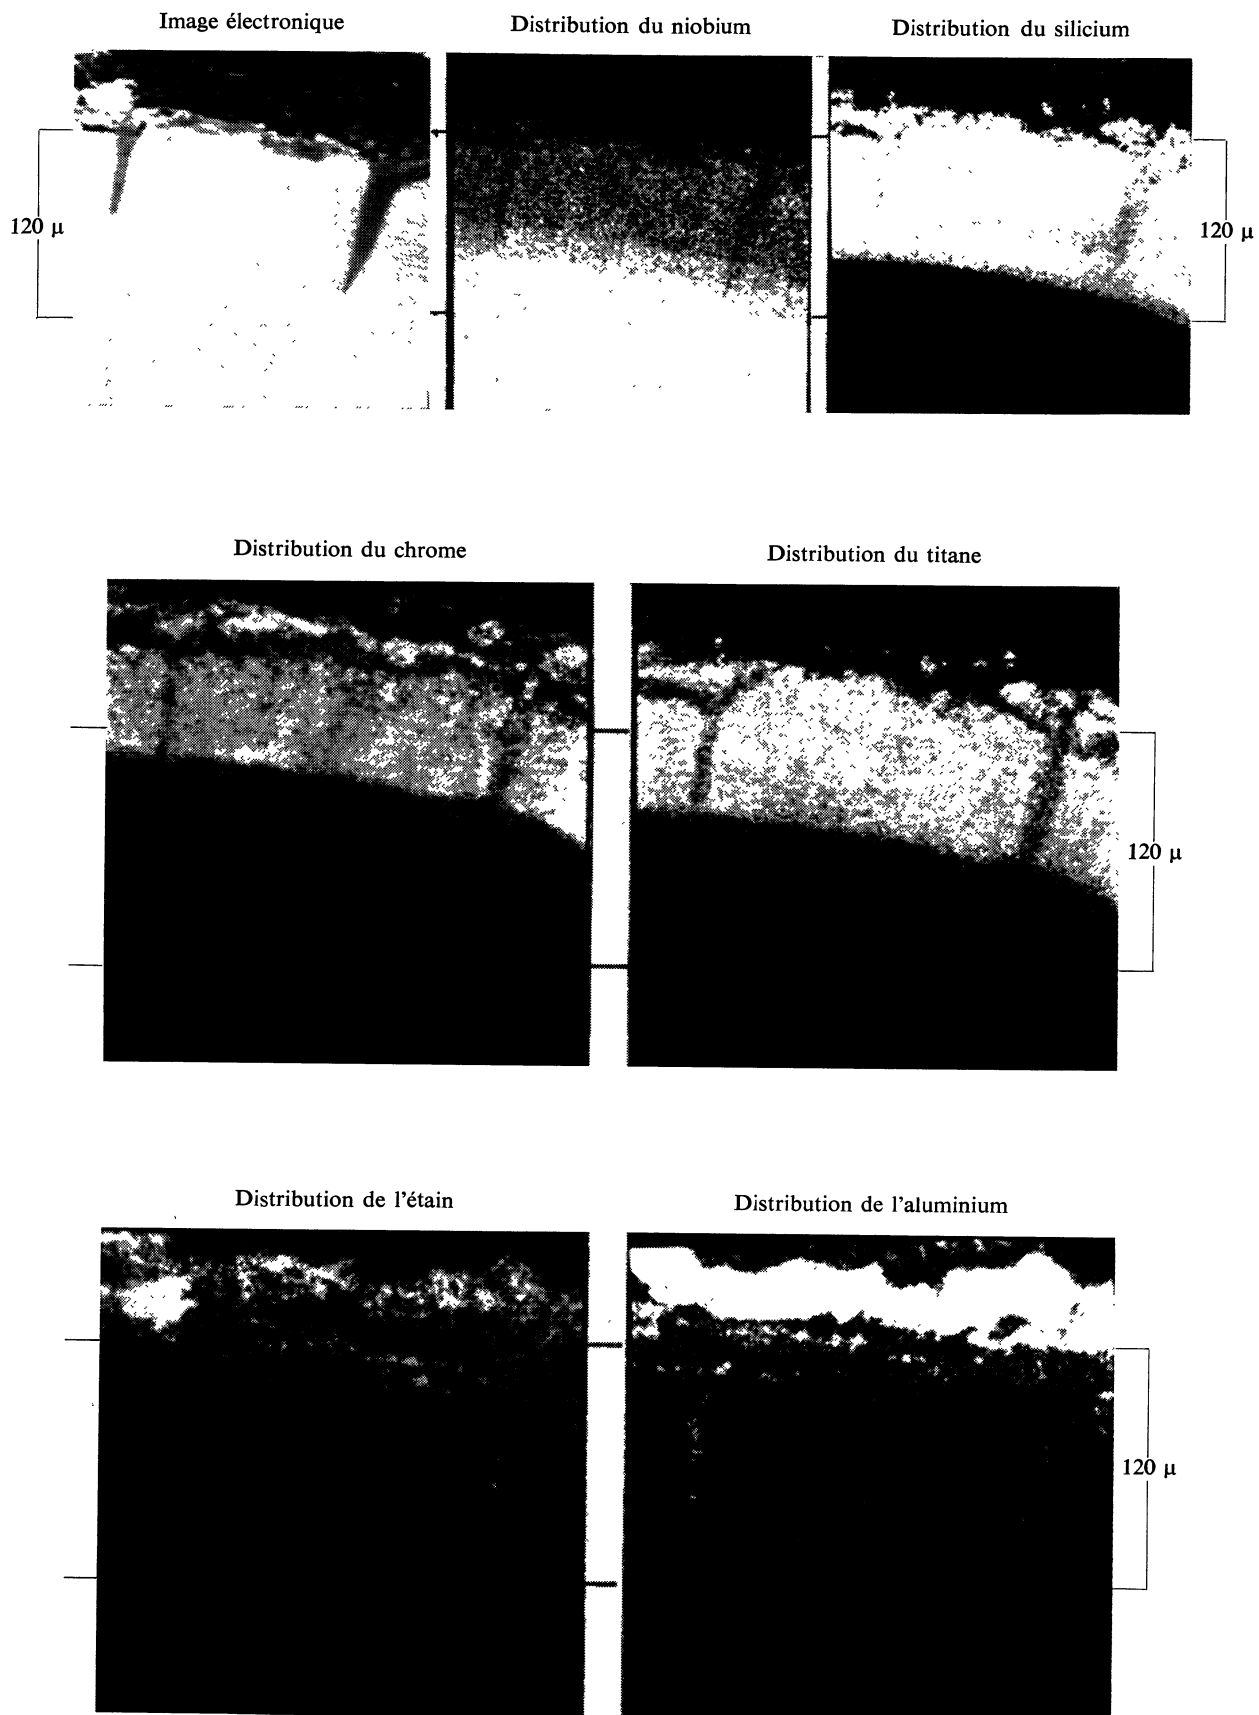 Image électronique
Distribution du niobium
Distribution du silicium
120 µ
120 µ
Distribution du chrome
Distribution du titane
120 µ
Distribution de l'étain
Distribution de l'aluminium
120 µ